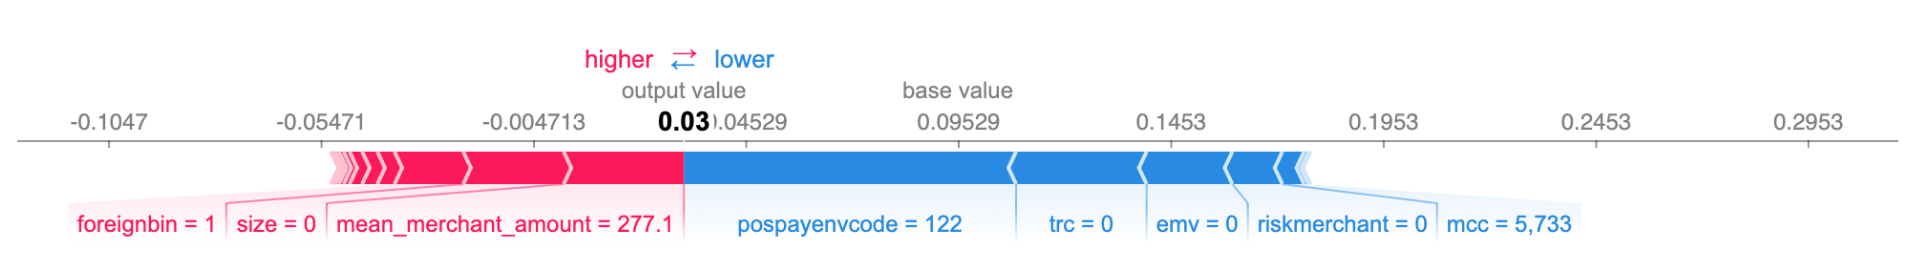 higher ⇄ lower
output value base value
-0.1047 -0.05471 -0.004713 0.03 0.04529 0.09529 0.1453 0.1953 0.2453 0.2953
foreignbin = 1 size = 0 mean_merchant_amount = 277.1 pospayenvcode = 122 trc = 0 emv = 0 riskmerchant = 0 mcc = 5,733